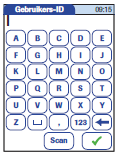 Gebruikers-ID 09:15
A B C D E
F G H I J
K L M N O
P Q R S T
U V W X Y
Z , 123
Scan